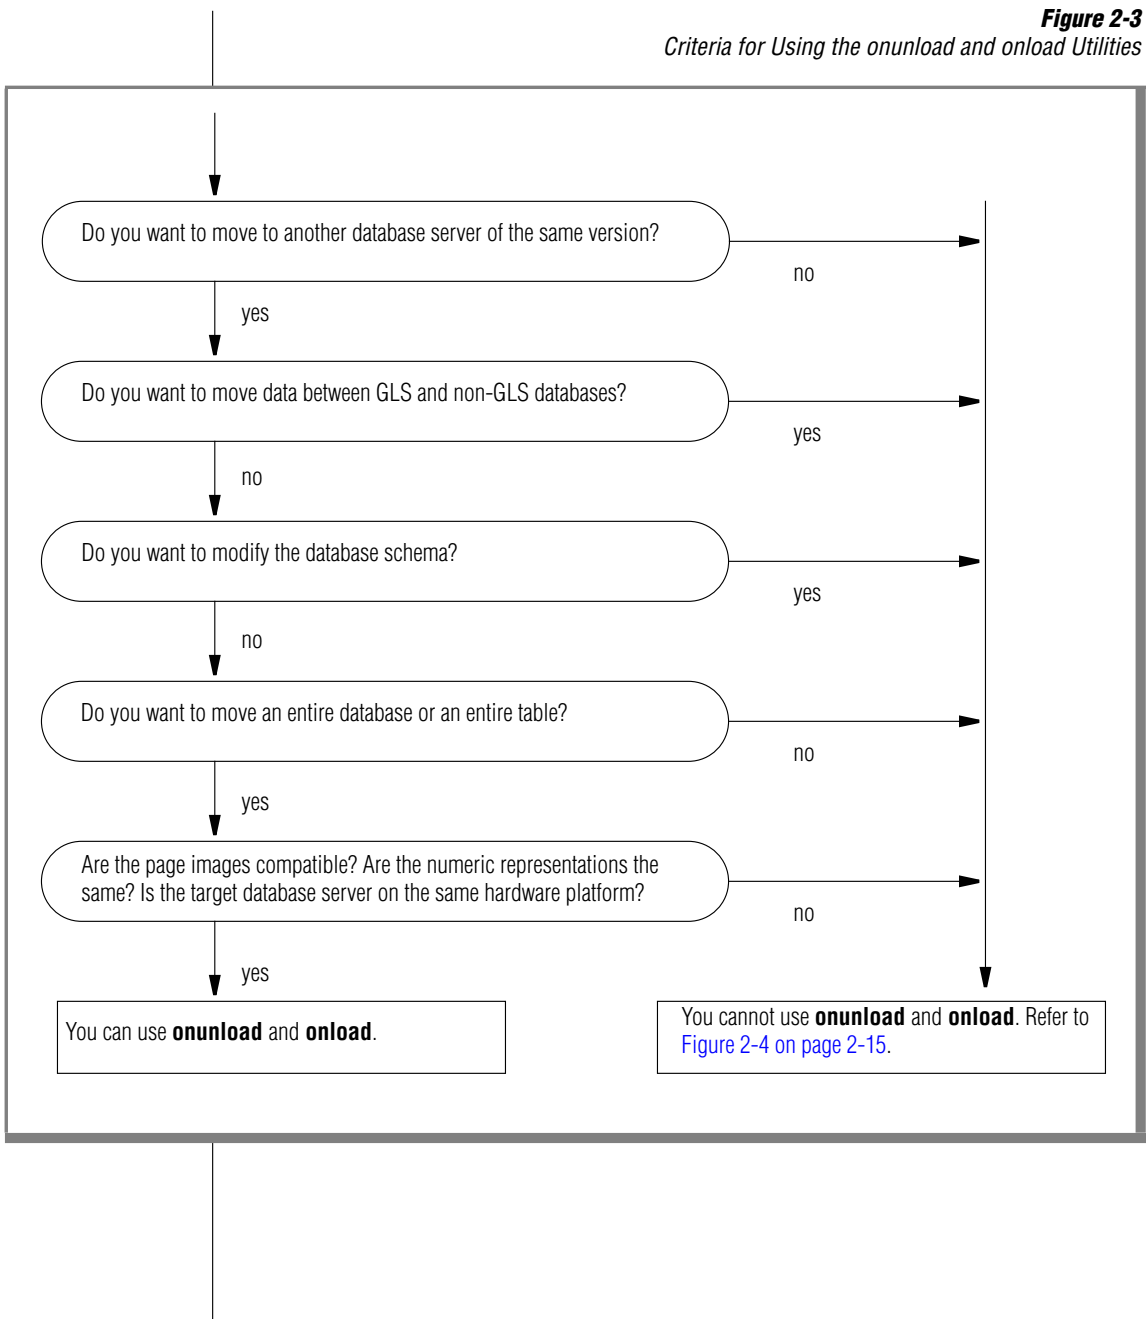 Figure 2-3
Criteria for Using the onunload and onload Utilities
Do you want to move to another database server of the same version?
no
yes
Do you want to move data between GLS and non-GLS databases?
yes
no
Do you want to modify the database schema?
yes
no
Do you want to move an entire database or an entire table?
no
yes
Are the page images compatible? Are the numeric representations the
same? Is the target database server on the same hardware platform?
no
yes
You can use onunload and onload.
You cannot use onunload and onload. Refer to
Figure 2-4 on page 2-15.